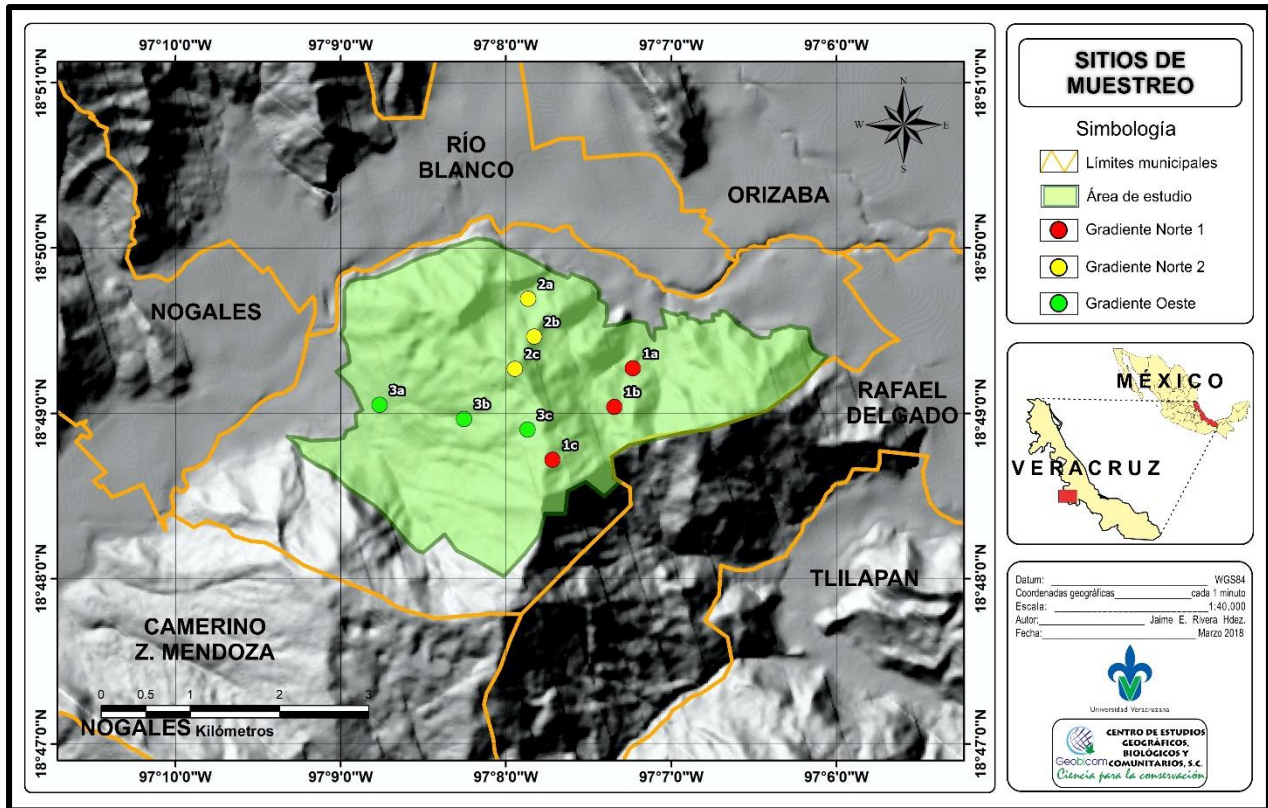 97°10'0"W 97°9'0"W 97°8'0"W 97°7'0"W 97°6'0"W
18°51'0"N
18°50'0"N
18°49'0"N
18°48'0"N
18°47'0"N
RÍO
BLANCO
ORIZABA
NOGALES
RAFAEL
DELGADO
TLILAPAN
CAMERINO
Z. MENDOZA
NOGALES
N
W E
S
2a
2b
2c
1a
1b
1c
3a
3b
3c
0 0.5 1 2 3
Kilómetros
18°51'0"N
18°50'0"N
18°49'0"N
18°48'0"N
18°47'0"N
97°10'0"W 97°9'0"W 97°8'0"W 97°7'0"W 97°6'0"W
SITIOS DE
MUESTREO
Simbología
Límites municipales
Área de estudio
Gradiente Norte 1
Gradiente Norte 2
Gradiente Oeste
MÉXICO
VERACRUZ
Datum: WGS84
Coordenadas geográficas cada 1 minuto
Escala: 1:40,000
Autor: Jaime E. Rivera Hdez.
Fecha: Marzo 2018
Universidad Veracruzana
Geobicom
CENTRO DE ESTUDIOS
GEOGRÁFICOS,
BIOLÓGICOS Y
COMUNITARIOS, S.C.
Ciencia para la conservación